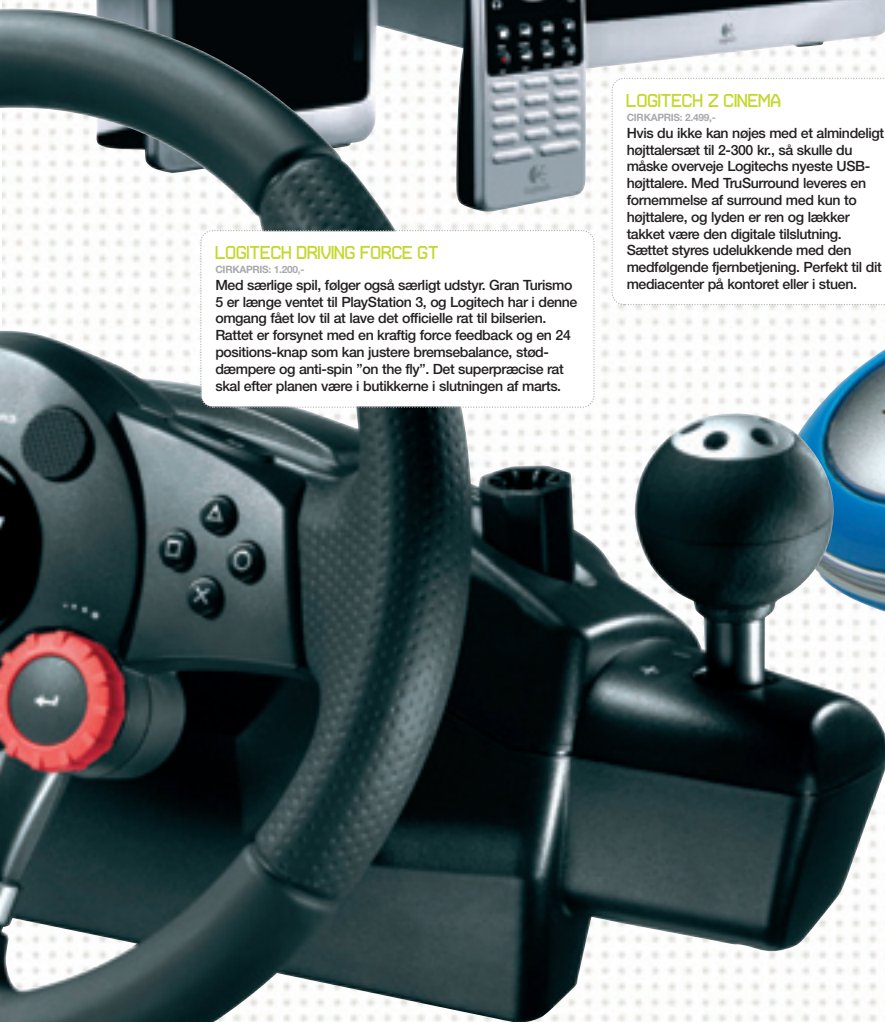 LOGITECH Z CINEMA
CIRKAPRIS: 2.499,-
Hvis du ikke kan nøjes med et almindeligt
højttalersæt til 2-300 kr., så skulle du
måske overveje Logitechs nyeste USB-
højttalere. Med TruSurround leveres en
fornemmelse af surround med kun to
højttalere, og lyden er ren og lækker
takket være den digitale tilslutning.
Sættet styres udelukkende med den
medfølgende fjernbetjening. Perfekt til dit
mediacenter på kontoret eller i stuen.
LOGITECH DRIVING FORCE GT
CIRKAPRIS: 1.200,-
Med særlige spil, følger også særligt udstyr. Gran Turismo
5 er længe ventet til PlayStation 3, og Logitech har i denne
omgang fået lov til at lave det officielle rat til bilserien.
Rattet er forsynet med en kraftig force feedback og en 24
positions-knap som kan justere bremsebalance, stød-
dæmpere og anti-spin ”on the fly”. Det superpræcise rat
skal efter planen være i butikkerne i slutningen af marts.